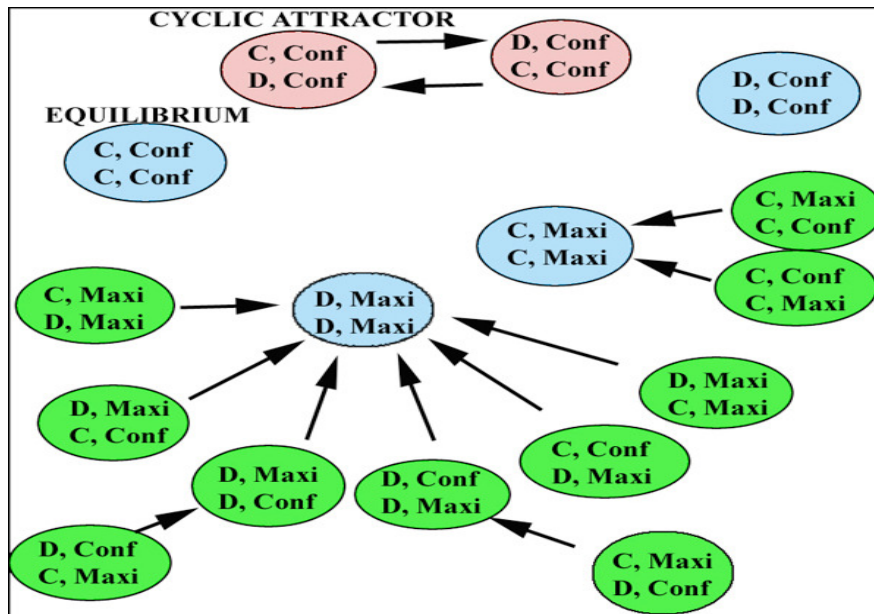 CYCLIC ATTRACTOR
C, Conf
D, Conf
D, Conf
C, Conf
D, Conf
D, Conf
EQUILIBRIUM
C, Conf
C, Conf
C, Maxi
C, Conf
C, Maxi
C, Maxi
C, Conf
C, Maxi
C, Maxi
D, Maxi
D, Maxi
D, Maxi
D, Maxi
C, Maxi
D, Maxi
C, Conf
C, Conf
D, Maxi
D, Maxi
D, Conf
D, Conf
D, Maxi
D, Conf
C, Maxi
C, Maxi
D, Conf